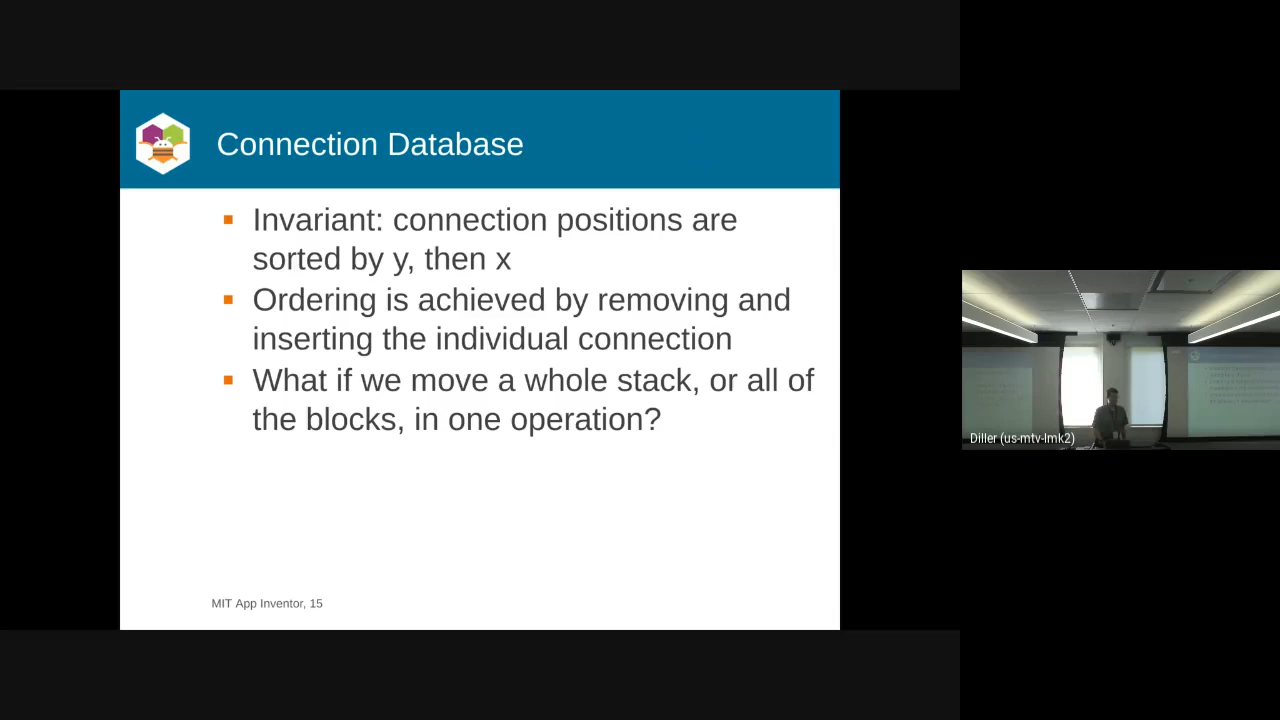 Connection Database
▪ Invariant: connection positions are
sorted by y, then x
▪ Ordering is achieved by removing and
inserting the individual connection
▪ What if we move a whole stack, or all of
the blocks, in one operation?
MIT App Inventor, 15
Diller (us-mtv-lmk2)